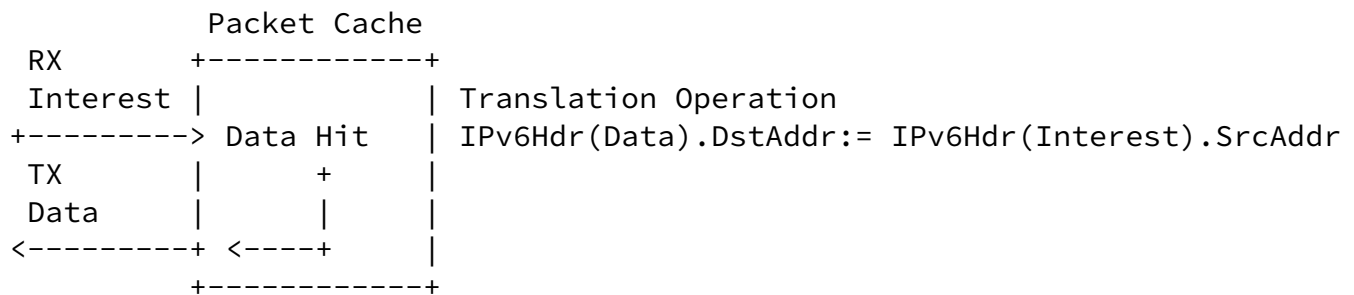 Packet Cache
 RX        +------------+
 Interest |             | Translation Operation
+---------> Data Hit    | IPv6Hdr(Data).DstAddr:= IPv6Hdr(Interest).SrcAddr
 TX       |      +      |
 Data     |      |      |
<---------+ <----+      |
          +-------------+